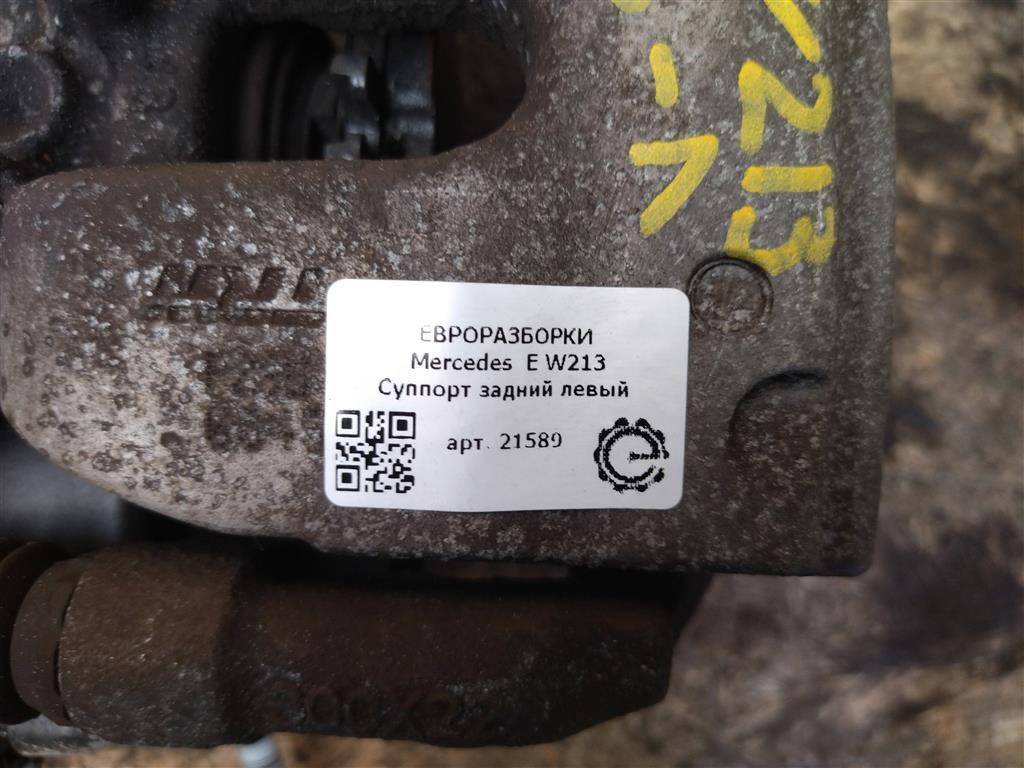 W213
-Л
ЕВРОРАЗБОРКИ
Mercedes E W213
Суппорт задний левый
арт. 21589